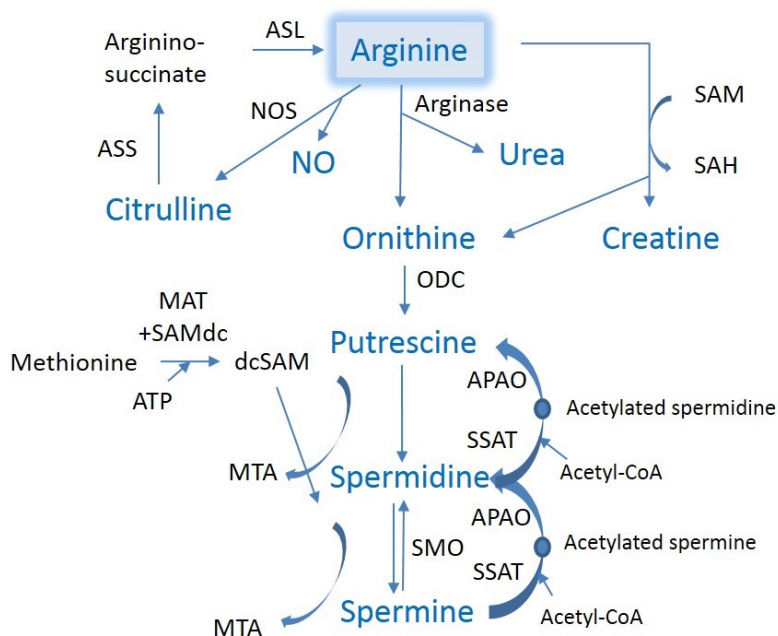 Arginino-
succinate
ASL
Arginine
NOS
Arginase
SAM
ASS
NO
Urea
SAH
Citrulline
Ornithine
Creatine
ODC
MAT
+SAMdc
Methionine
dcSAM
Putrescine
ATP
APAO
Acetylated spermidine
SSAT
MTA
Spermidine
Acetyl-CoA
APAO
SMO
Acetylated spermine
SSAT
MTA
Spermine
Acetyl-CoA